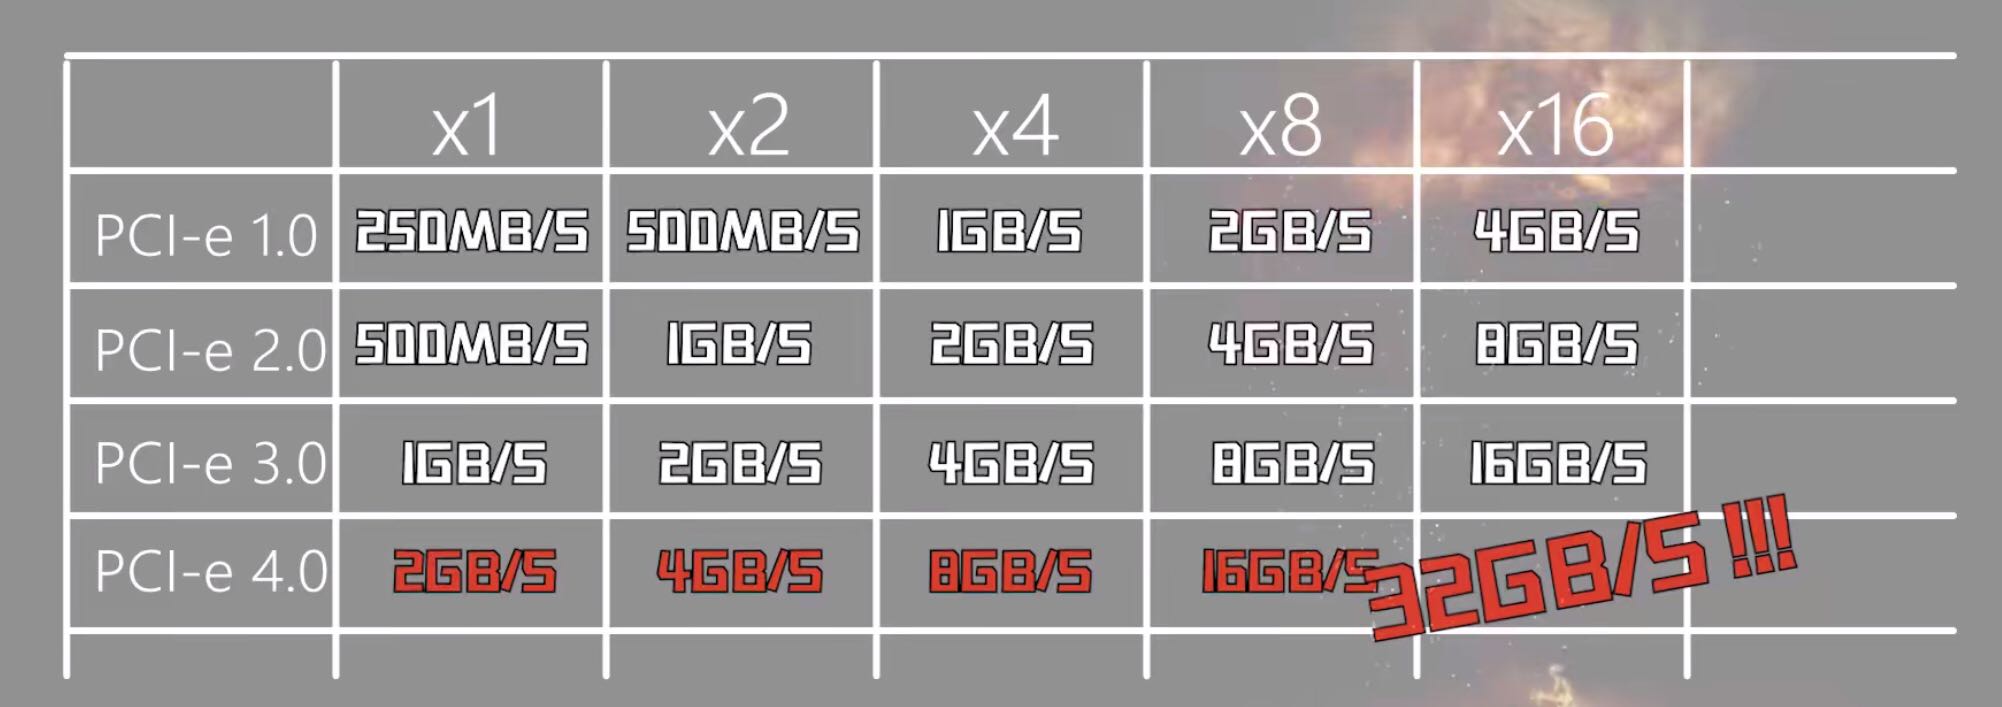 x1 x2 x4 x8 x16
PCI-e 1.0 250MB/S 500MB/S 1GB/S 2GB/S 4GB/S
PCI-e 2.0 500MB/S 1GB/S 2GB/S 4GB/S 8GB/S
PCI-e 3.0 1GB/S 2GB/S 4GB/S 8GB/S 16GB/S
PCI-e 4.0 2GB/S 4GB/S 8GB/S 16GB/S 32GB/S !!!